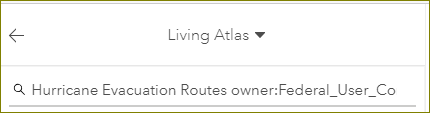 Living Atlas
Hurricane Evacuation Routes owner:Federal_User_Co